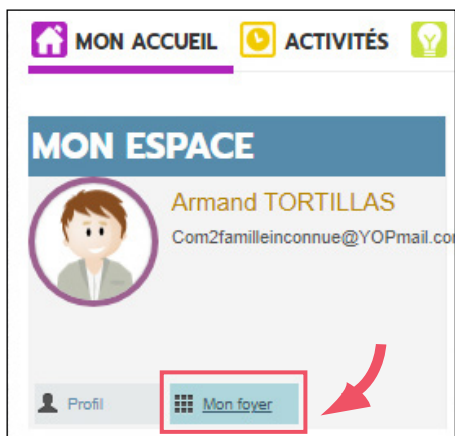 MON ACCUEIL ACTIVITÉS
MON ESPACE
Armand TORTILLAS
Com2familleinconnue@YOPmail.co
Profil Mon foyer